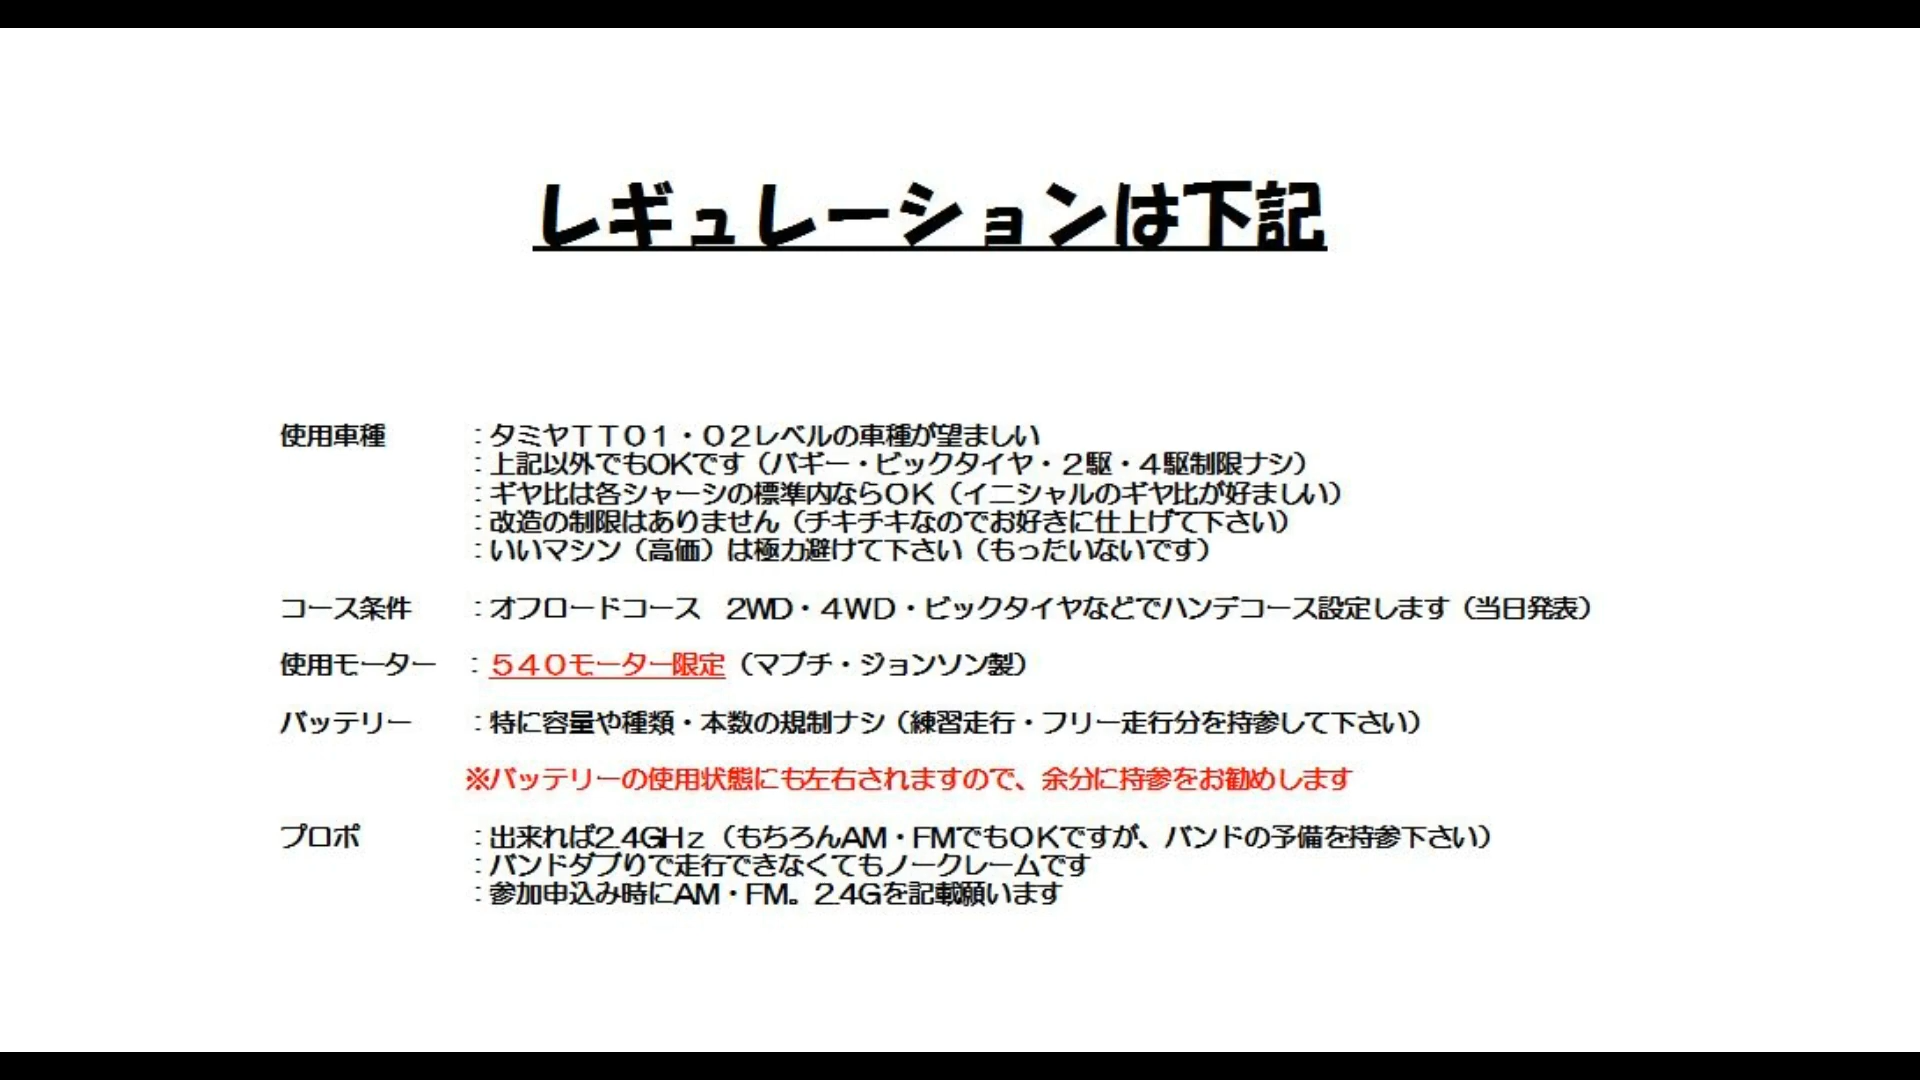 レギュレーションは下記
使用車種 ：タミヤＴＴ０１・０２レベルの車種が望ましい
：上記以外でもOKです（バギー・ビックタイヤ・２駆・４駆制限ナシ）
：ギヤ比は各シャーシの標準内ならＯＫ（イニシャルのギヤ比が好ましい）
：改造の制限はありません（チキチキなのでお好きに仕上げて下さい）
：いいマシン（高価）は極力避けて下さい（もったいないです）
コース条件 ：オフロードコース　2WD・４ＷＤ・ビックタイヤなどでハンデコース設定します（当日発表）
使用モーター ：５４０モーター限定（マブチ・ジョンソン製）
バッテリー ：特に容量や種類・本数の規制ナシ（練習走行・フリー走行分を持参して下さい）
※バッテリーの使用状態にも左右されますので、余分に持参をお勧めします
プロポ ：出来れば2.4GHｚ（もちろんAM・FMでもＯＫですが、バンドの予備を持参下さい）
：バンドダブりで走行できなくてもノークレームです
：参加申込み時にAM・FM。2.4Gを記載願います